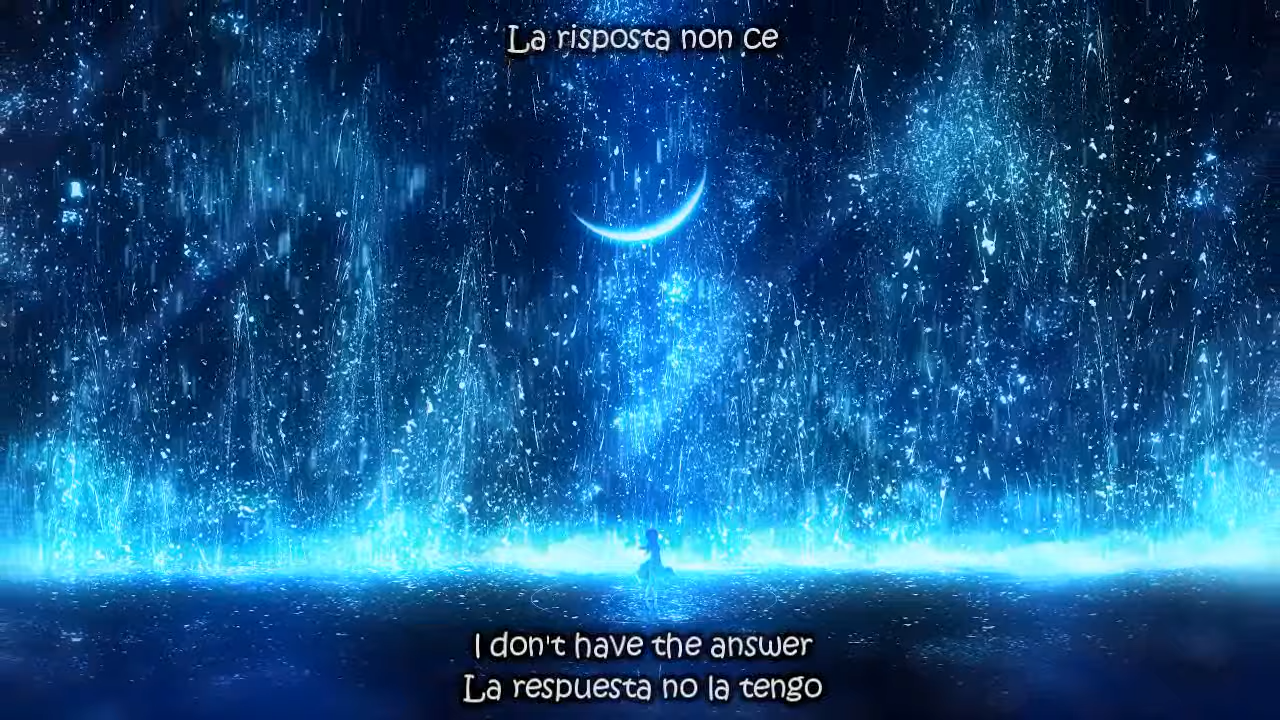 La risposta non ce
I don't have the answer
La respuesta no la tengo